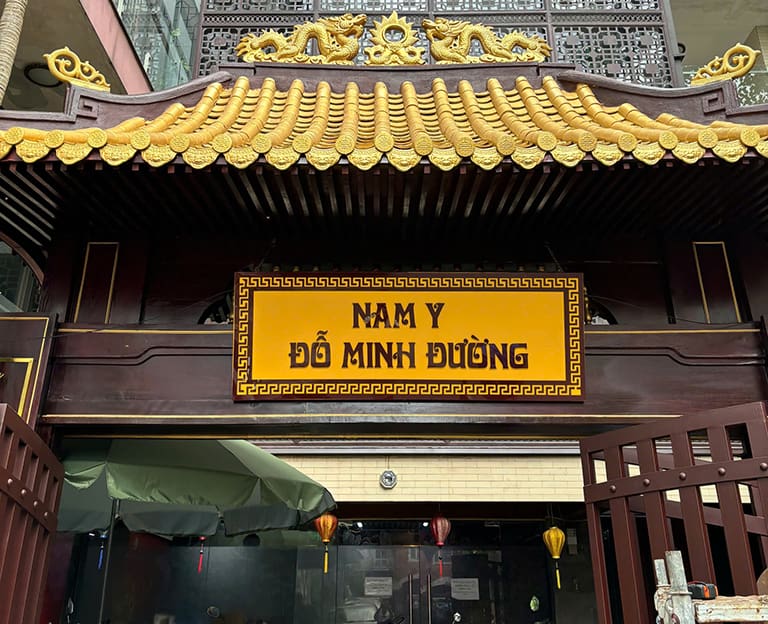 NAM Y
ĐỖ MINH ĐƯỜNG